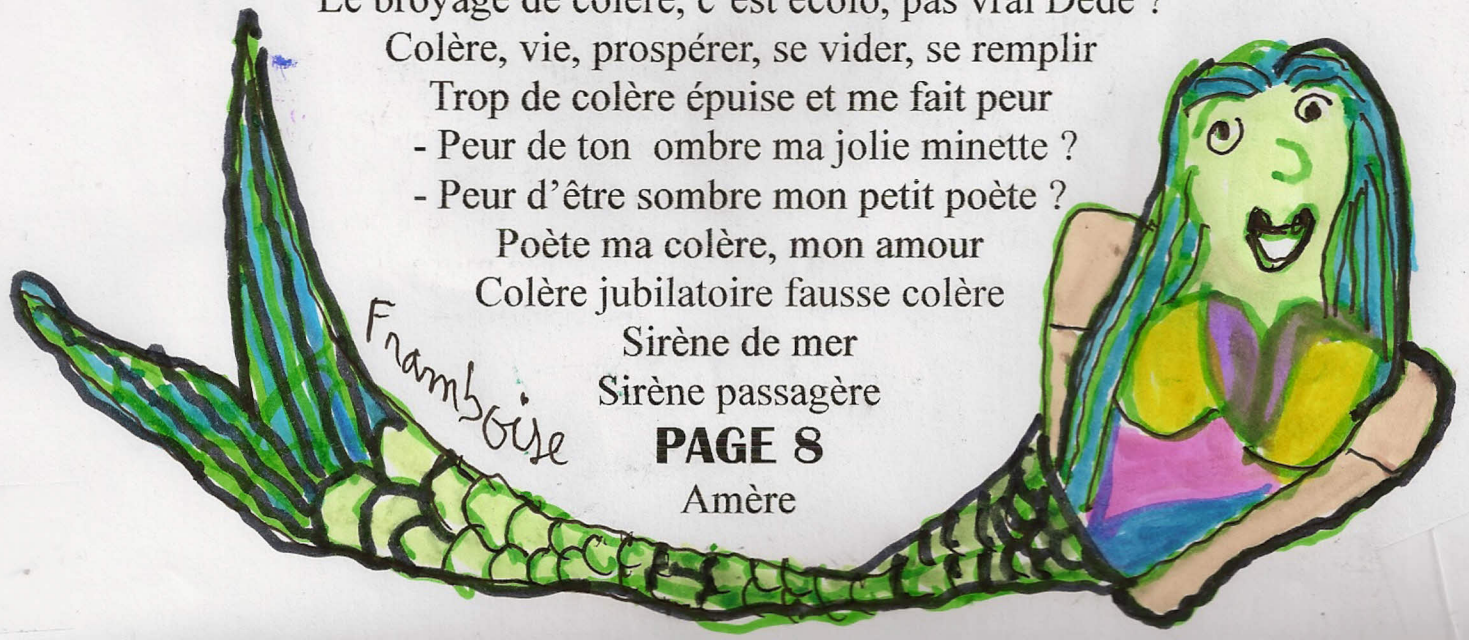 Le broyage de colère, c'est écolo, pas vrai Dédé ?
Colère, vie, prospérer, se vider, se remplir
Trop de colère épuise et me fait peur
- Peur de ton ombre ma jolie minette ?
- Peur d'être sombre mon petit poète ?
Poète ma colère, mon amour
Colère jubilatoire fausse colère
Sirène de mer
Sirène passagère
PAGE 8
Amère
Framboise